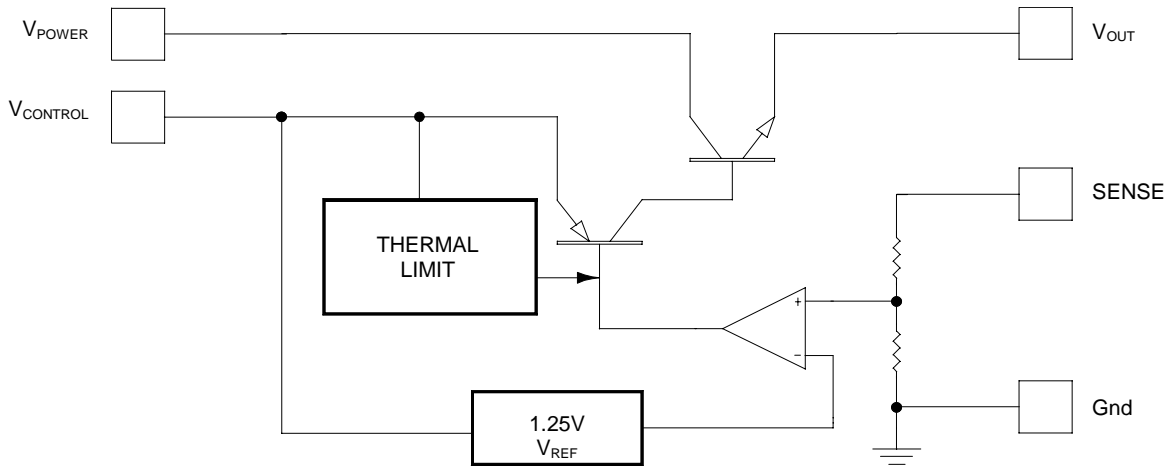 VPOWER
VOUT
VCONTROL
SENSE
THERMAL
LIMIT
+
−
1.25V
VREF
Gnd